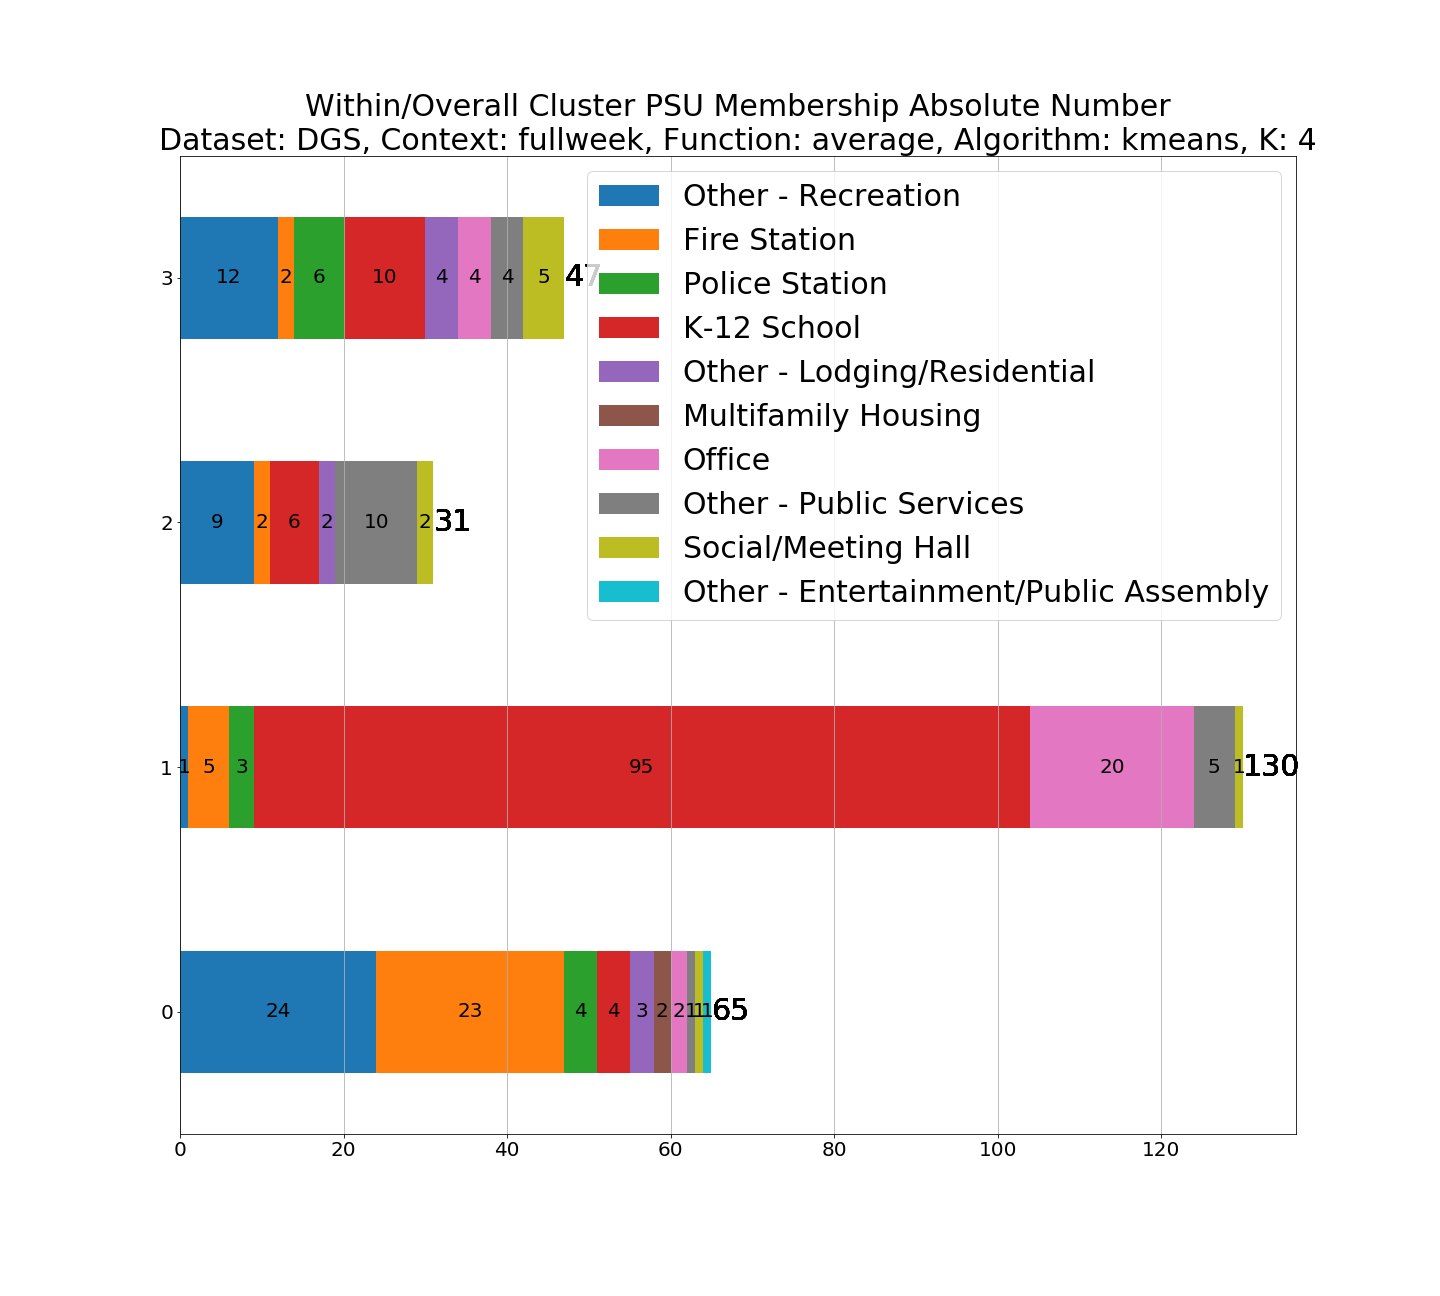 Within/Overall Cluster PSU Membership Absolute Number
Dataset: DGS, Context: fullweek, Function: average, Algorithm: kmeans, K: 4
Other - Recreation
Fire Station
Police Station
K-12 School
Other - Lodging/Residential
Multifamily Housing
Office
Other - Public Services
Social/Meeting Hall
Other - Entertainment/Public Assembly
3 12 2 6 10 4 4 4 5 47
2 9 2 6 2 10 2 31
1 1 5 3 95 20 5 1 130
0 24 23 4 4 3 2 2 1 1 1 65
0 20 40 60 80 100 120